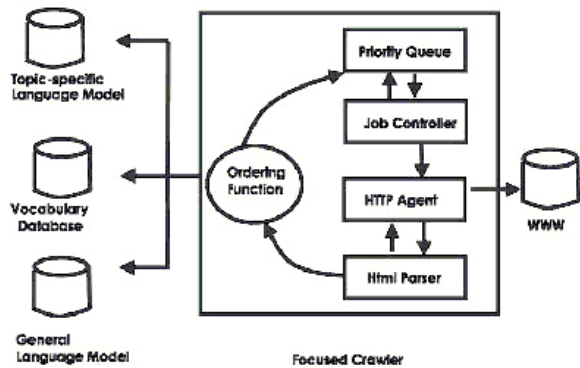 Topic-specific
Language Model
Vocabulary
Database
General
Language Model
Ordering
Function
Priority Queue
Job Controller
HTTP Agent
Html Parser
WWW
Focused Crawler